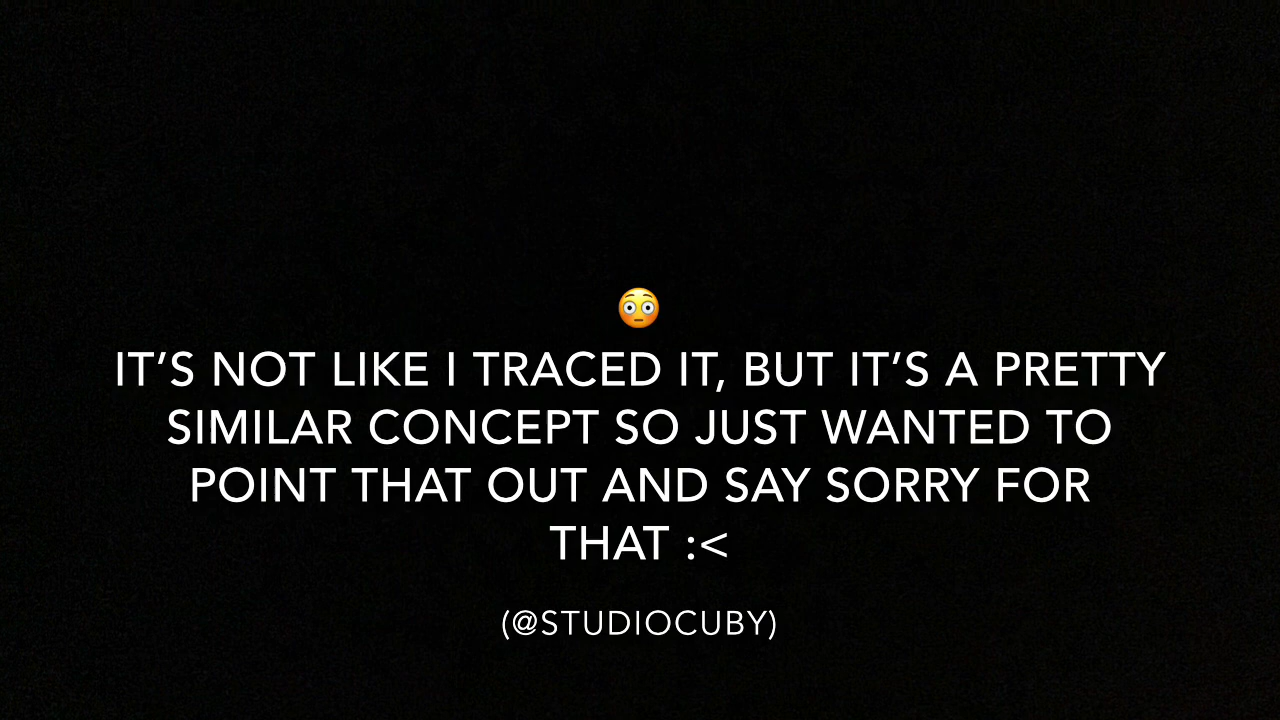 😳
IT’S NOT LIKE I TRACED IT, BUT IT’S A PRETTY
SIMILAR CONCEPT SO JUST WANTED TO
POINT THAT OUT AND SAY SORRY FOR
THAT :<
(@STUDIOCUBY)